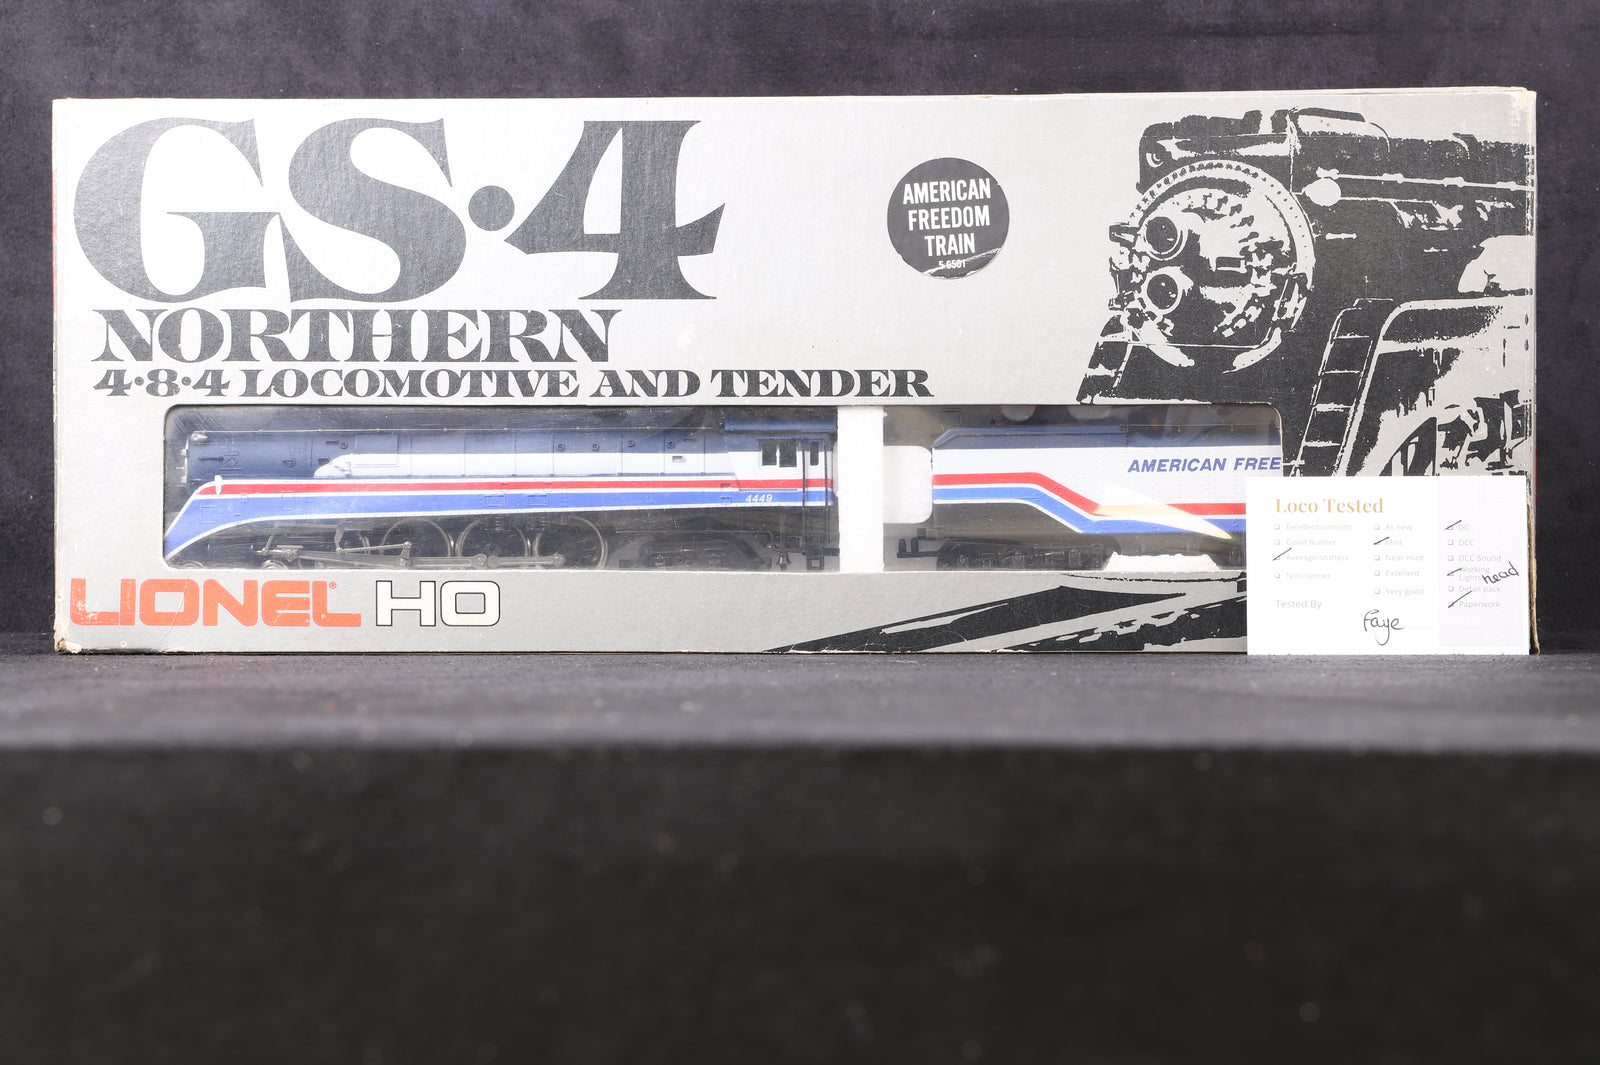 GS·4
NORTHERN
4·8·4 LOCOMOTIVE AND TENDER
AMERICAN
FREEDOM
TRAIN
5-6501
4449
AMERICAN FREE
LIONEL HO
Loco Tested
Excellent/smooth
Good Runner
Average/stutters
Non-runner
As new
Mint
Near mint
Excellent
Very good
DC
DCC
DCC Sound
Working
Lights head
Detail pack
Paperwork
Tested By
Faye